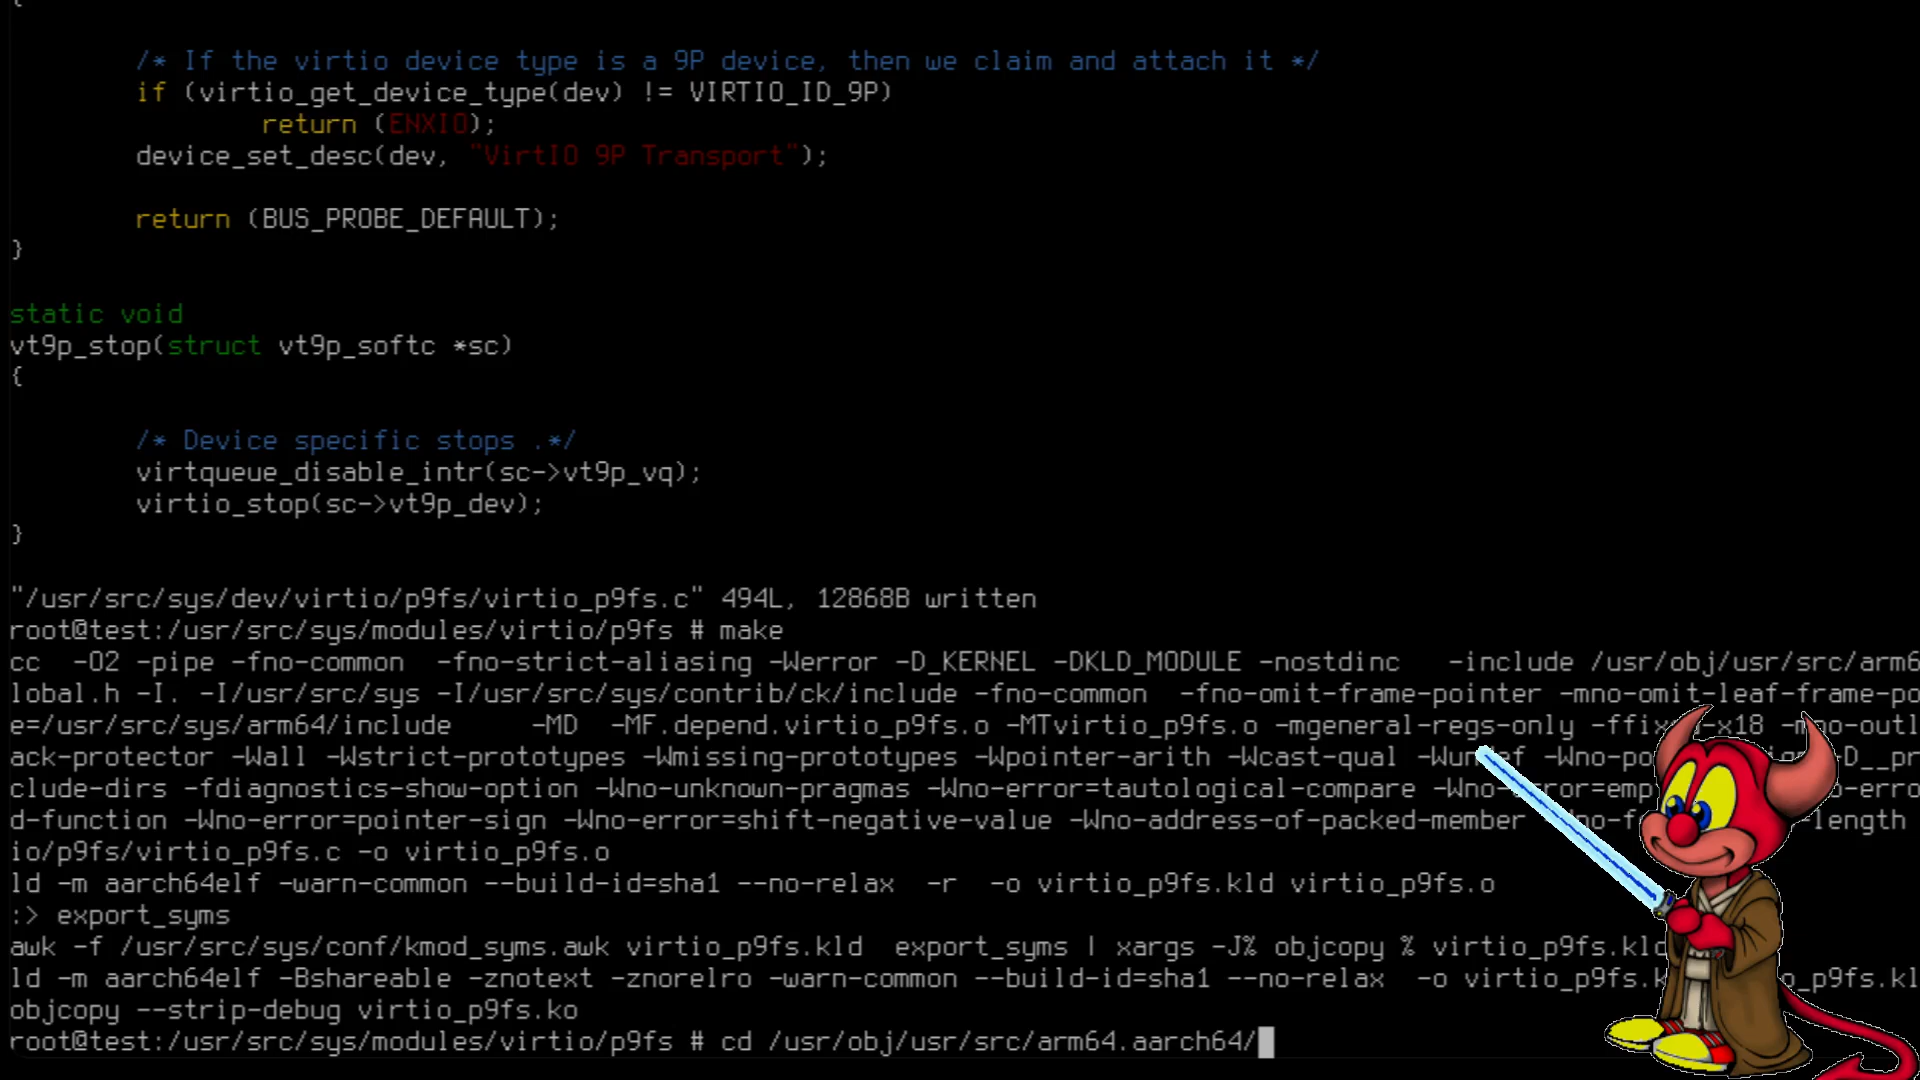 {
/* If the virtio device type is a 9P device, then we claim and attach it */
if (virtio_get_device_type(dev) != VIRTIO_ID_9P)
return (ENXIO);
device_set_desc(dev, "VirtIO 9P Transport");
return (BUS_PROBE_DEFAULT);
}
static void
vt9p_stop(struct vt9p_softc *sc)
{
/* Device specific stops .*/
virtqueue_disable_intr(sc->vt9p_vq);
virtio_stop(sc->vt9p_dev);
}
"/usr/src/sys/dev/virtio/p9fs/virtio_p9fs.c" 494L, 12868B written
root@test:/usr/src/sys/modules/virtio/p9fs # make
cc -O2 -pipe -fno-common -fno-strict-aliasing -Werror -D_KERNEL -DKLD_MODULE -nostdinc -include /usr/obj/usr/src/arm6
lobal.h -I. -I/usr/src/sys -I/usr/src/sys/contrib/ck/include -fno-common -fno-omit-frame-pointer -mno-omit-leaf-frame-po
e=/usr/src/sys/arm64/include -MD -MF.depend.virtio_p9fs.o -MTvirtio_p9fs.o -mgeneral-regs-only -x18 -outl
ack-protector -Wall -Wstrict-prototypes -Wmissing-prototypes -Wpointer-arith -Wcast-qual -D__pr
clude-dirs -fdiagnostics-show-option -Wno-unknown-pragmas -Wno-error=tautological-compare -erro
d-function -Wno-error=pointer-sign -Wno-error=shift-negative-value -Wno-address-of-packed-member -length
io/p9fs/virtio_p9fs.c -o virtio_p9fs.o
ld -m aarch64elf -warn-common --build-id=sha1 --no-relax -r -o virtio_p9fs.kld virtio_p9fs.o
:> export_syms
awk -f /usr/src/sys/conf/kmod_syms.awk virtio_p9fs.kld export_syms | xargs -J% objcopy % virtio_p9fs.kld
ld -m aarch64elf -Bshareable -znotext -znorelro -warn-common --build-id=sha1 --no-relax -o virtio_p9fs.k o_p9fs.kl
objcopy --strip-debug virtio_p9fs.ko
root@test:/usr/src/sys/modules/virtio/p9fs # cd /usr/obj/usr/src/arm64.aarch64/